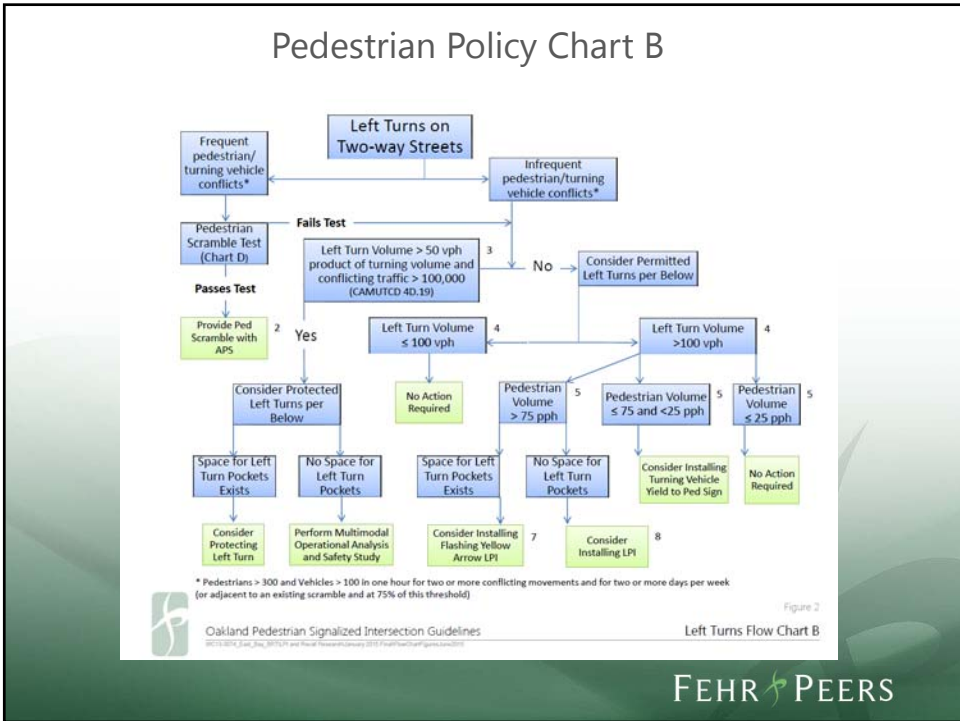 Pedestrian Policy Chart B
Left Turns on
Two-way Streets
Frequent
pedestrian/
turning vehicle
conflicts*
Infrequent
pedestrian/turning
vehicle conflicts*
Pedestrian
Scramble Test
(Chart D)
Fails Test
Left Turn Volume > 50 vph
product of turning volume and
conflicting traffic > 100,000
(CAMUTCD 4D.19)
3
No
Consider Permitted
Left Turns per Below
Passes Test
Provide Ped
Scramble with
APS
2
Yes
Left Turn Volume
≤ 100 vph
4
Left Turn Volume
>100 vph
4
Consider Protected
Left Turns per
Below
No Action
Required
Pedestrian
Volume
> 75 pph
5
Pedestrian Volume
≤ 75 and <25 pph
5
Pedestrian
Volume
≤ 25 pph
5
Space for Left
Turn Pockets
Exists
No Space for
Left Turn
Pockets
Space for Left
Turn Pockets
Exists
No Space for
Left Turn
Pockets
Consider Installing
Turning Vehicle
Yield to Ped Sign
No Action
Required
Consider
Protecting
Left Turn
Perform Multimodal
Operational Analysis
and Safety Study
Consider Installing
Flashing Yellow
Arrow LPI
7
Consider
Installing LPI
8
* Pedestrians > 300 and Vehicles > 100 in one hour for two or more conflicting movements and for two or more days per week
(or adjacent to an existing scramble and at 75% of this threshold)
Figure 2
Oakland Pedestrian Signalized Intersection Guidelines
Left Turns Flow Chart B
FEHR PEERS